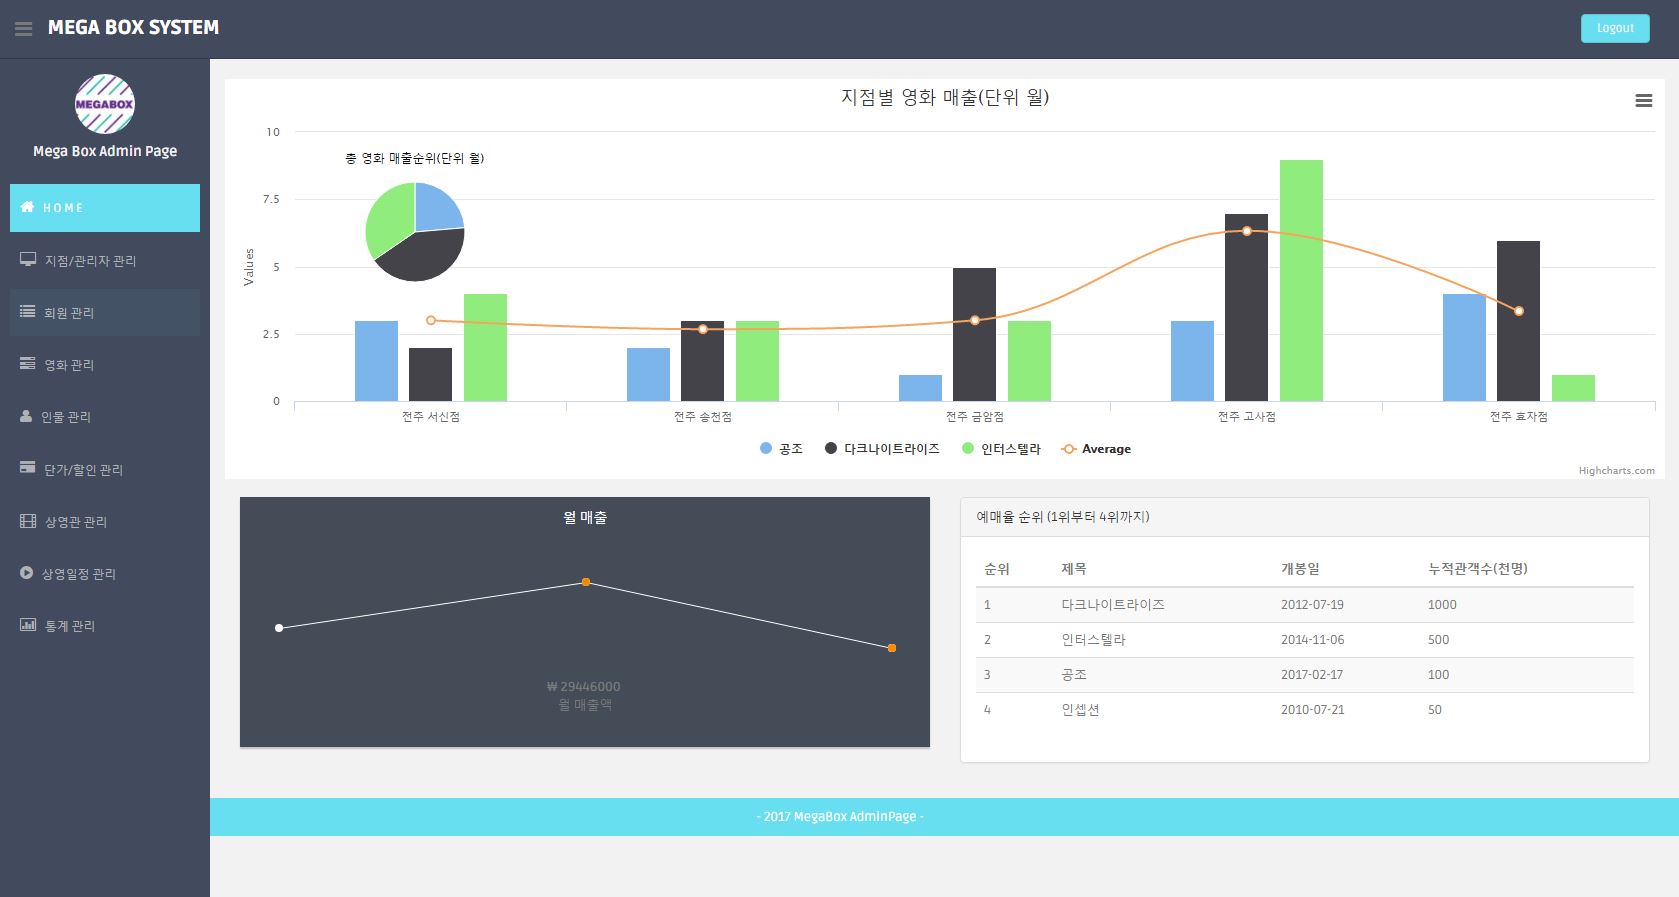 MEGA BOX SYSTEM
Logout
MEGABOX
Mega Box Admin Page
HOME
지점/관리자 관리
회원 관리
영화 관리
인물 관리
단가/할인 관리
상영관 관리
상영일정 관리
통계 관리
지점별 영화 매출(단위 월)
총 영화 매출순위(단위 월)
Values
10
7.5
5
2.5
0
전주 서신점 전주 송천점 전주 금암점 전주 고사점 전주 효자점
공조 다크나이트라이즈 인터스텔라 Average
Highcharts.com
월 매출
₩ 29446000
월 매출액
예매율 순위 (1위부터 4위까지)
순위 제목 개봉일 누적관객수(천명)
1 다크나이트라이즈 2012-07-19 1000
2 인터스텔라 2014-11-06 500
3 공조 2017-02-17 100
4 인셉션 2010-07-21 50
- 2017 MegaBox AdminPage -